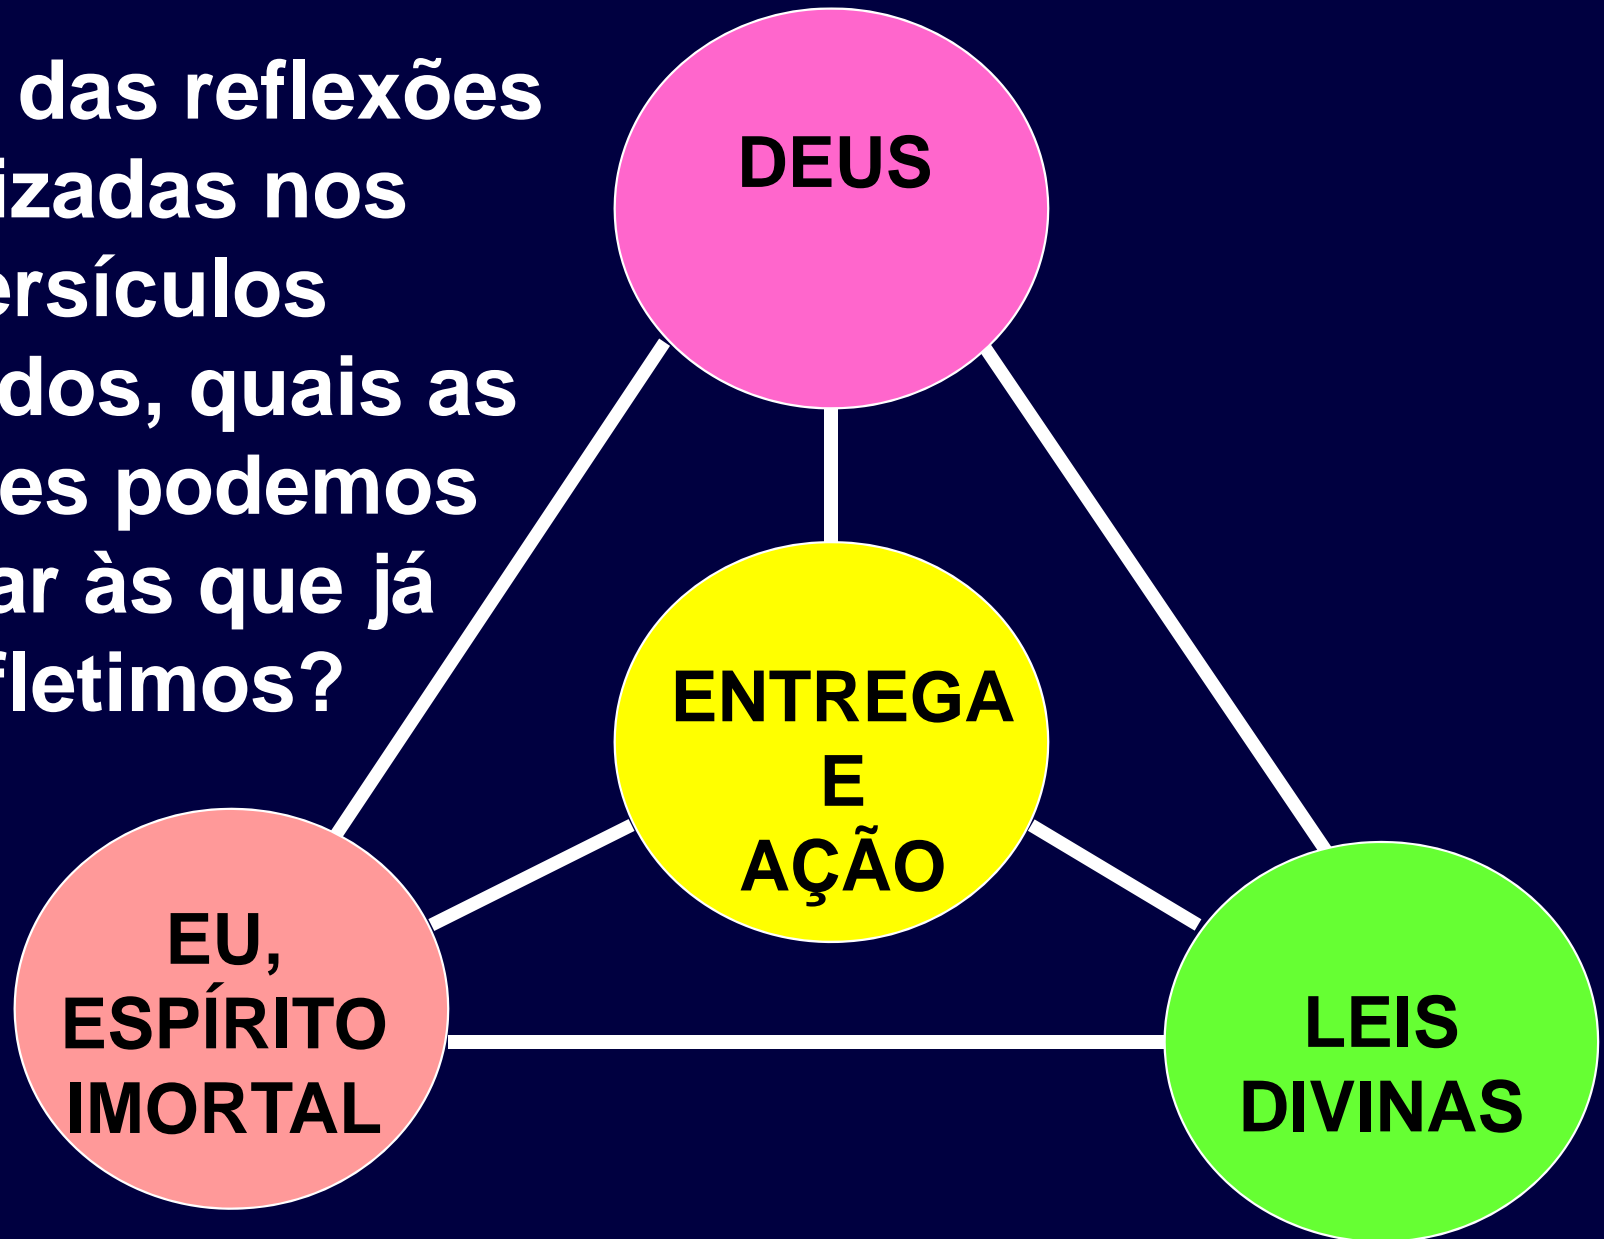 das reflexões
izadas nos
ersículos
dos, quais as
es podemos
ar às que já
fletimos?
DEUS
ENTREGA
E
AÇÃO
EU,
ESPÍRITO
IMORTAL
LEIS
DIVINAS